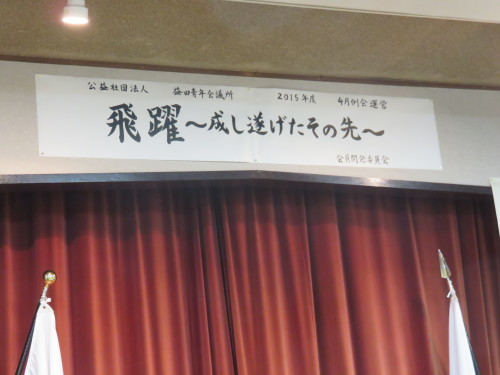 公益社団法人 益田青年会議所 2015年度 4月例会運営
飛躍～成し遂げたその先～
会員開発委員会